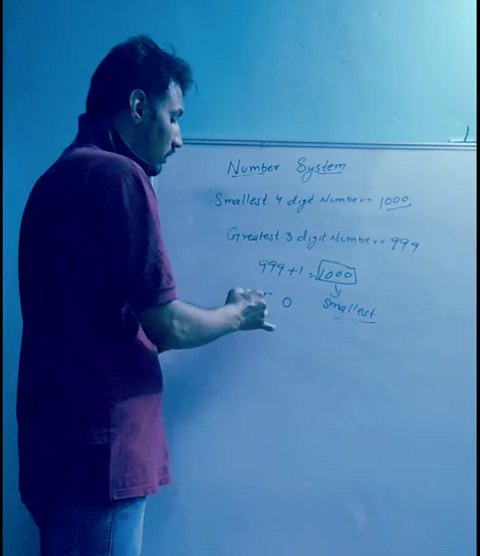 Number System
Smallest 4 digit Number = 1000
Greatest 3 digit Number = 999
999 + 1 = 1000
0 Smallest